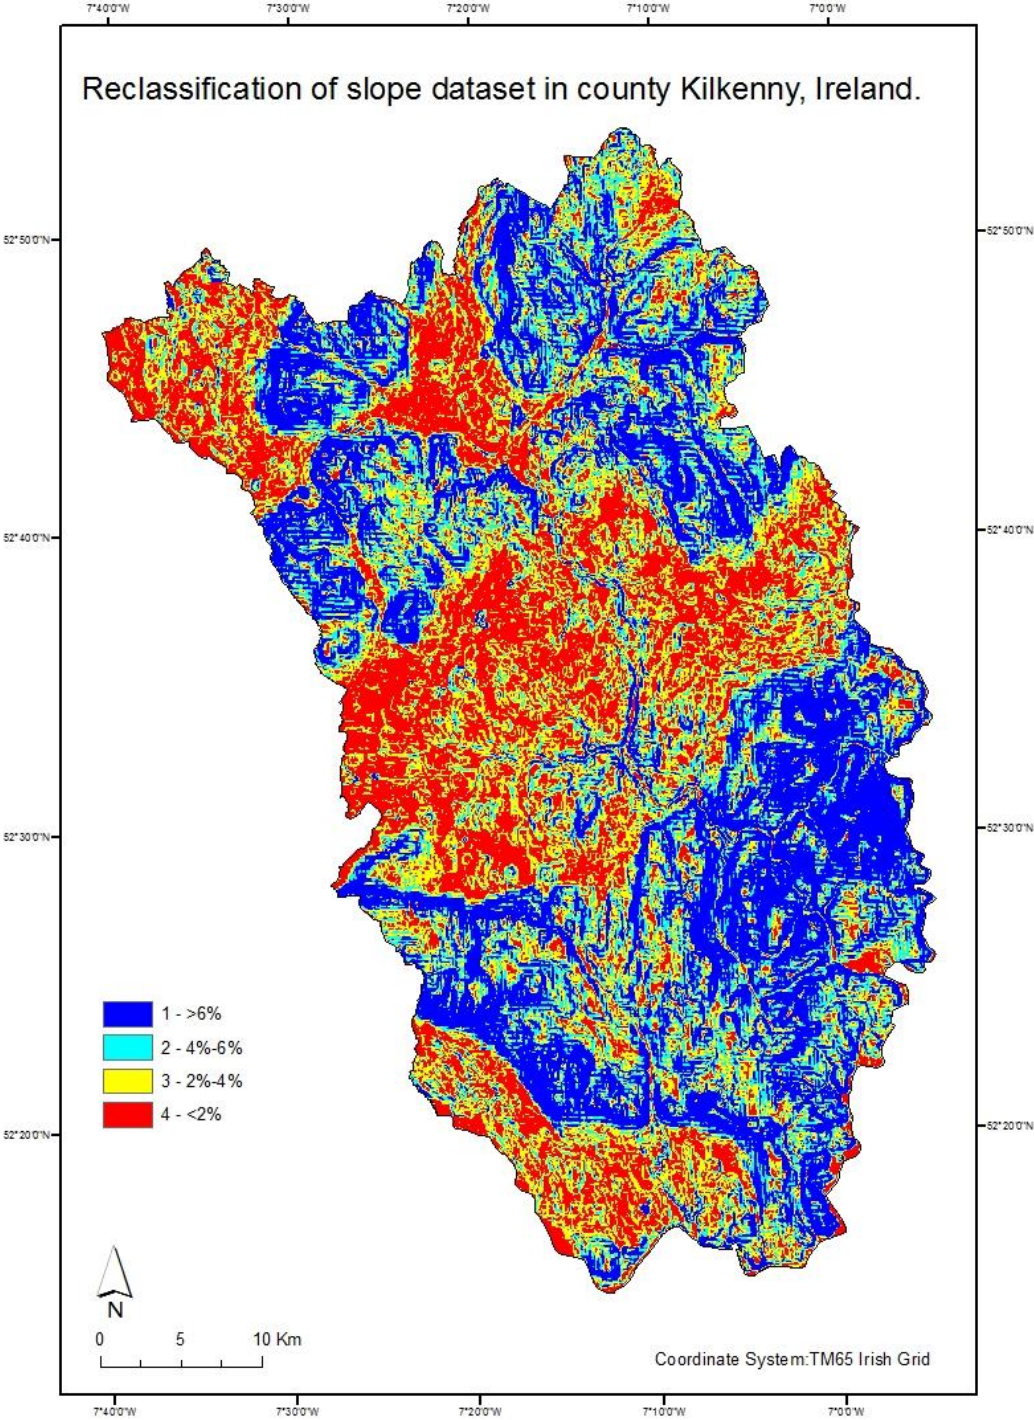 7°40'0"W 7°30'0"W 7°20'0"W 7°10'0"W 7°0'0"W
Reclassification of slope dataset in county Kilkenny, Ireland.
52°50'0"N 52°50'0"N
52°40'0"N 52°40'0"N
52°30'0"N 52°30'0"N
1 - >6%
2 - 4%-6%
3 - 2%-4%
4 - <2%
52°20'0"N 52°20'0"N
N
0 5 10 Km
Coordinate System:TM65 Irish Grid
7°40'0"W 7°30'0"W 7°20'0"W 7°10'0"W 7°0'0"W